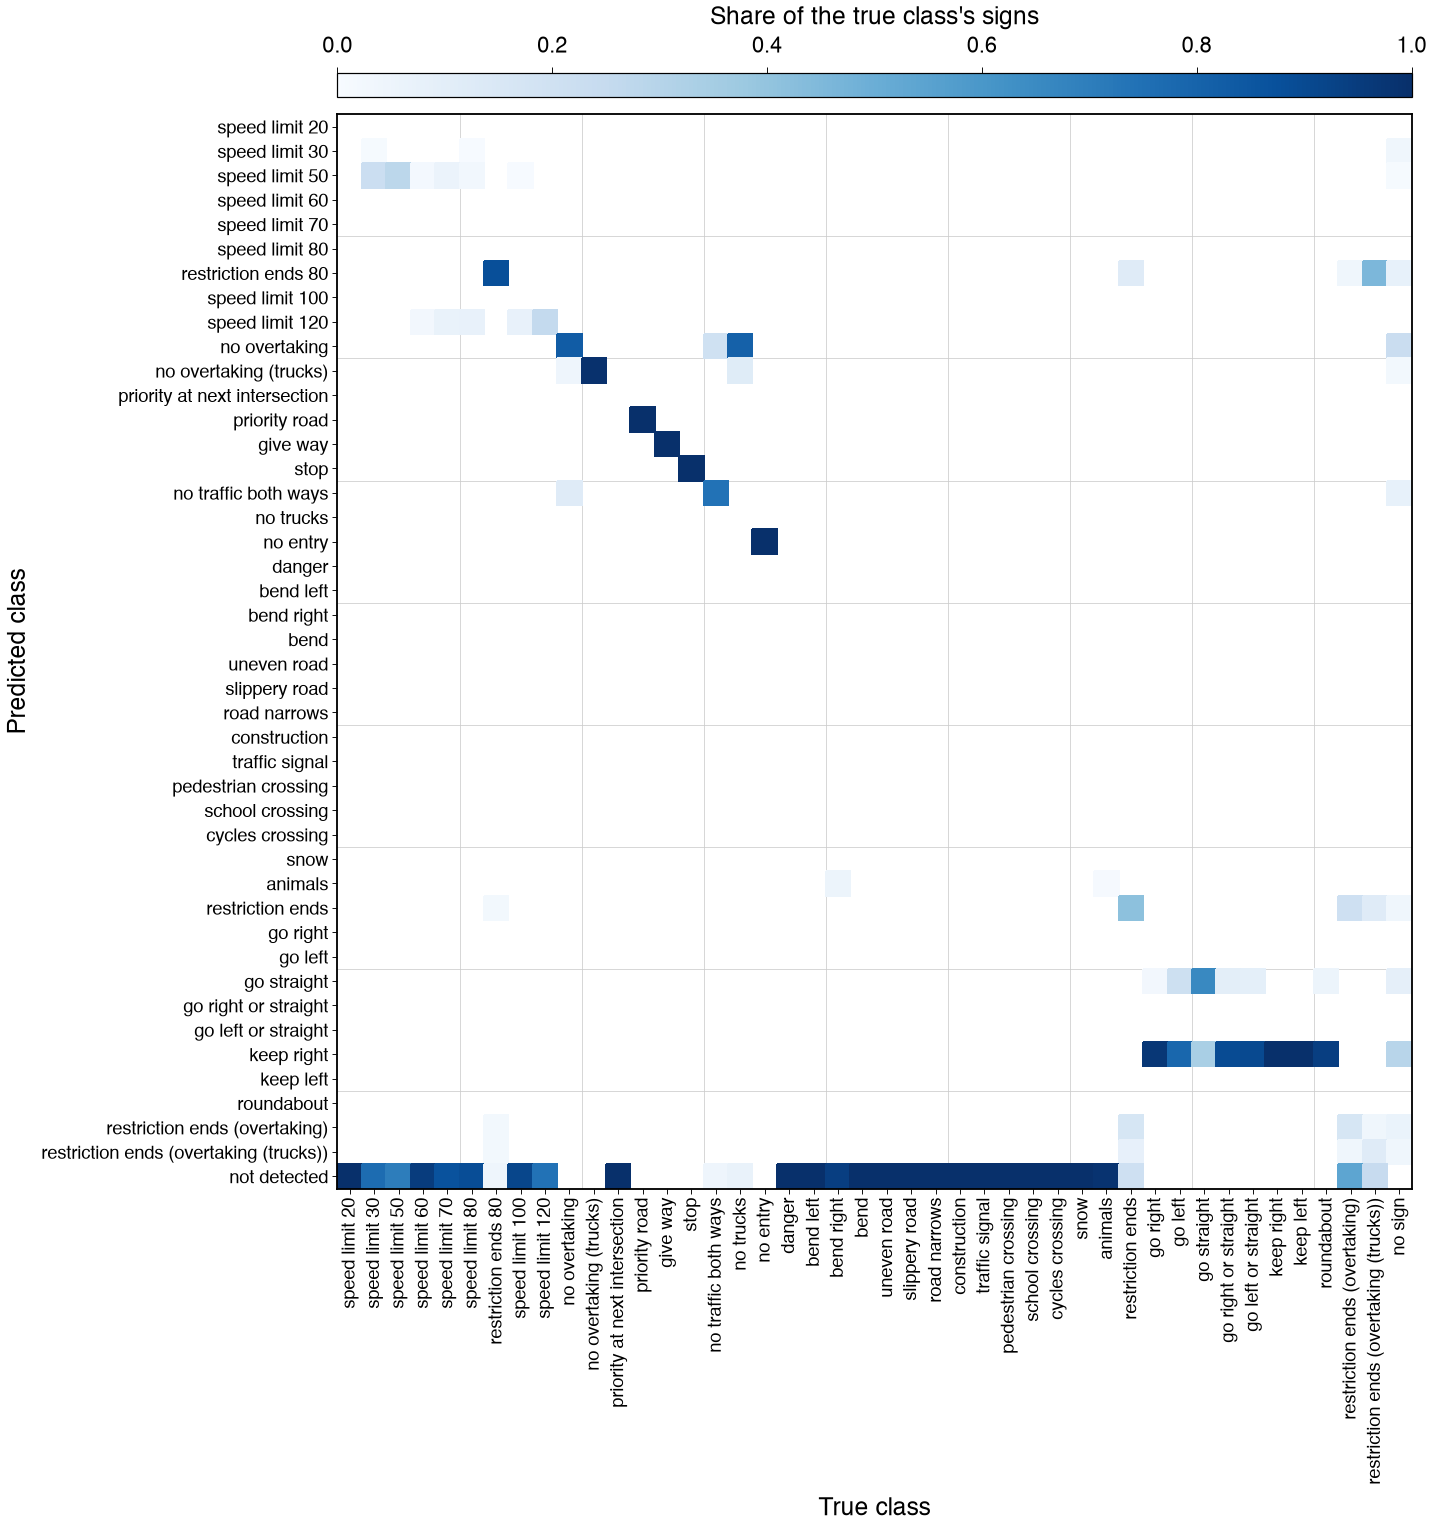 Share of the true class's signs
0.0 0.2 0.4 0.6 0.8 1.0
speed limit 20
speed limit 30
speed limit 50
speed limit 60
speed limit 70
speed limit 80
restriction ends 80
speed limit 100
speed limit 120
no overtaking
no overtaking (trucks)
priority at next intersection
priority road
give way
stop
no traffic both ways
no trucks
no entry
danger
bend left
bend right
bend
uneven road
slippery road
road narrows
construction
traffic signal
pedestrian crossing
school crossing
cycles crossing
snow
animals
restriction ends
go right
go left
go straight
go right or straight
go left or straight
keep right
keep left
roundabout
restriction ends (overtaking)
restriction ends (overtaking (trucks))
not detected
Predicted class
speed limit 20
speed limit 30
speed limit 50
speed limit 60
speed limit 70
speed limit 80
restriction ends 80
speed limit 100
speed limit 120
no overtaking
no overtaking (trucks)
priority at next intersection
priority road
give way
stop
no traffic both ways
no trucks
no entry
danger
bend left
bend right
bend
uneven road
slippery road
road narrows
construction
traffic signal
pedestrian crossing
school crossing
cycles crossing
snow
animals
restriction ends
go right
go left
go straight
go right or straight
go left or straight
keep right
keep left
roundabout
restriction ends (overtaking)
restriction ends (overtaking (trucks))
no sign
True class